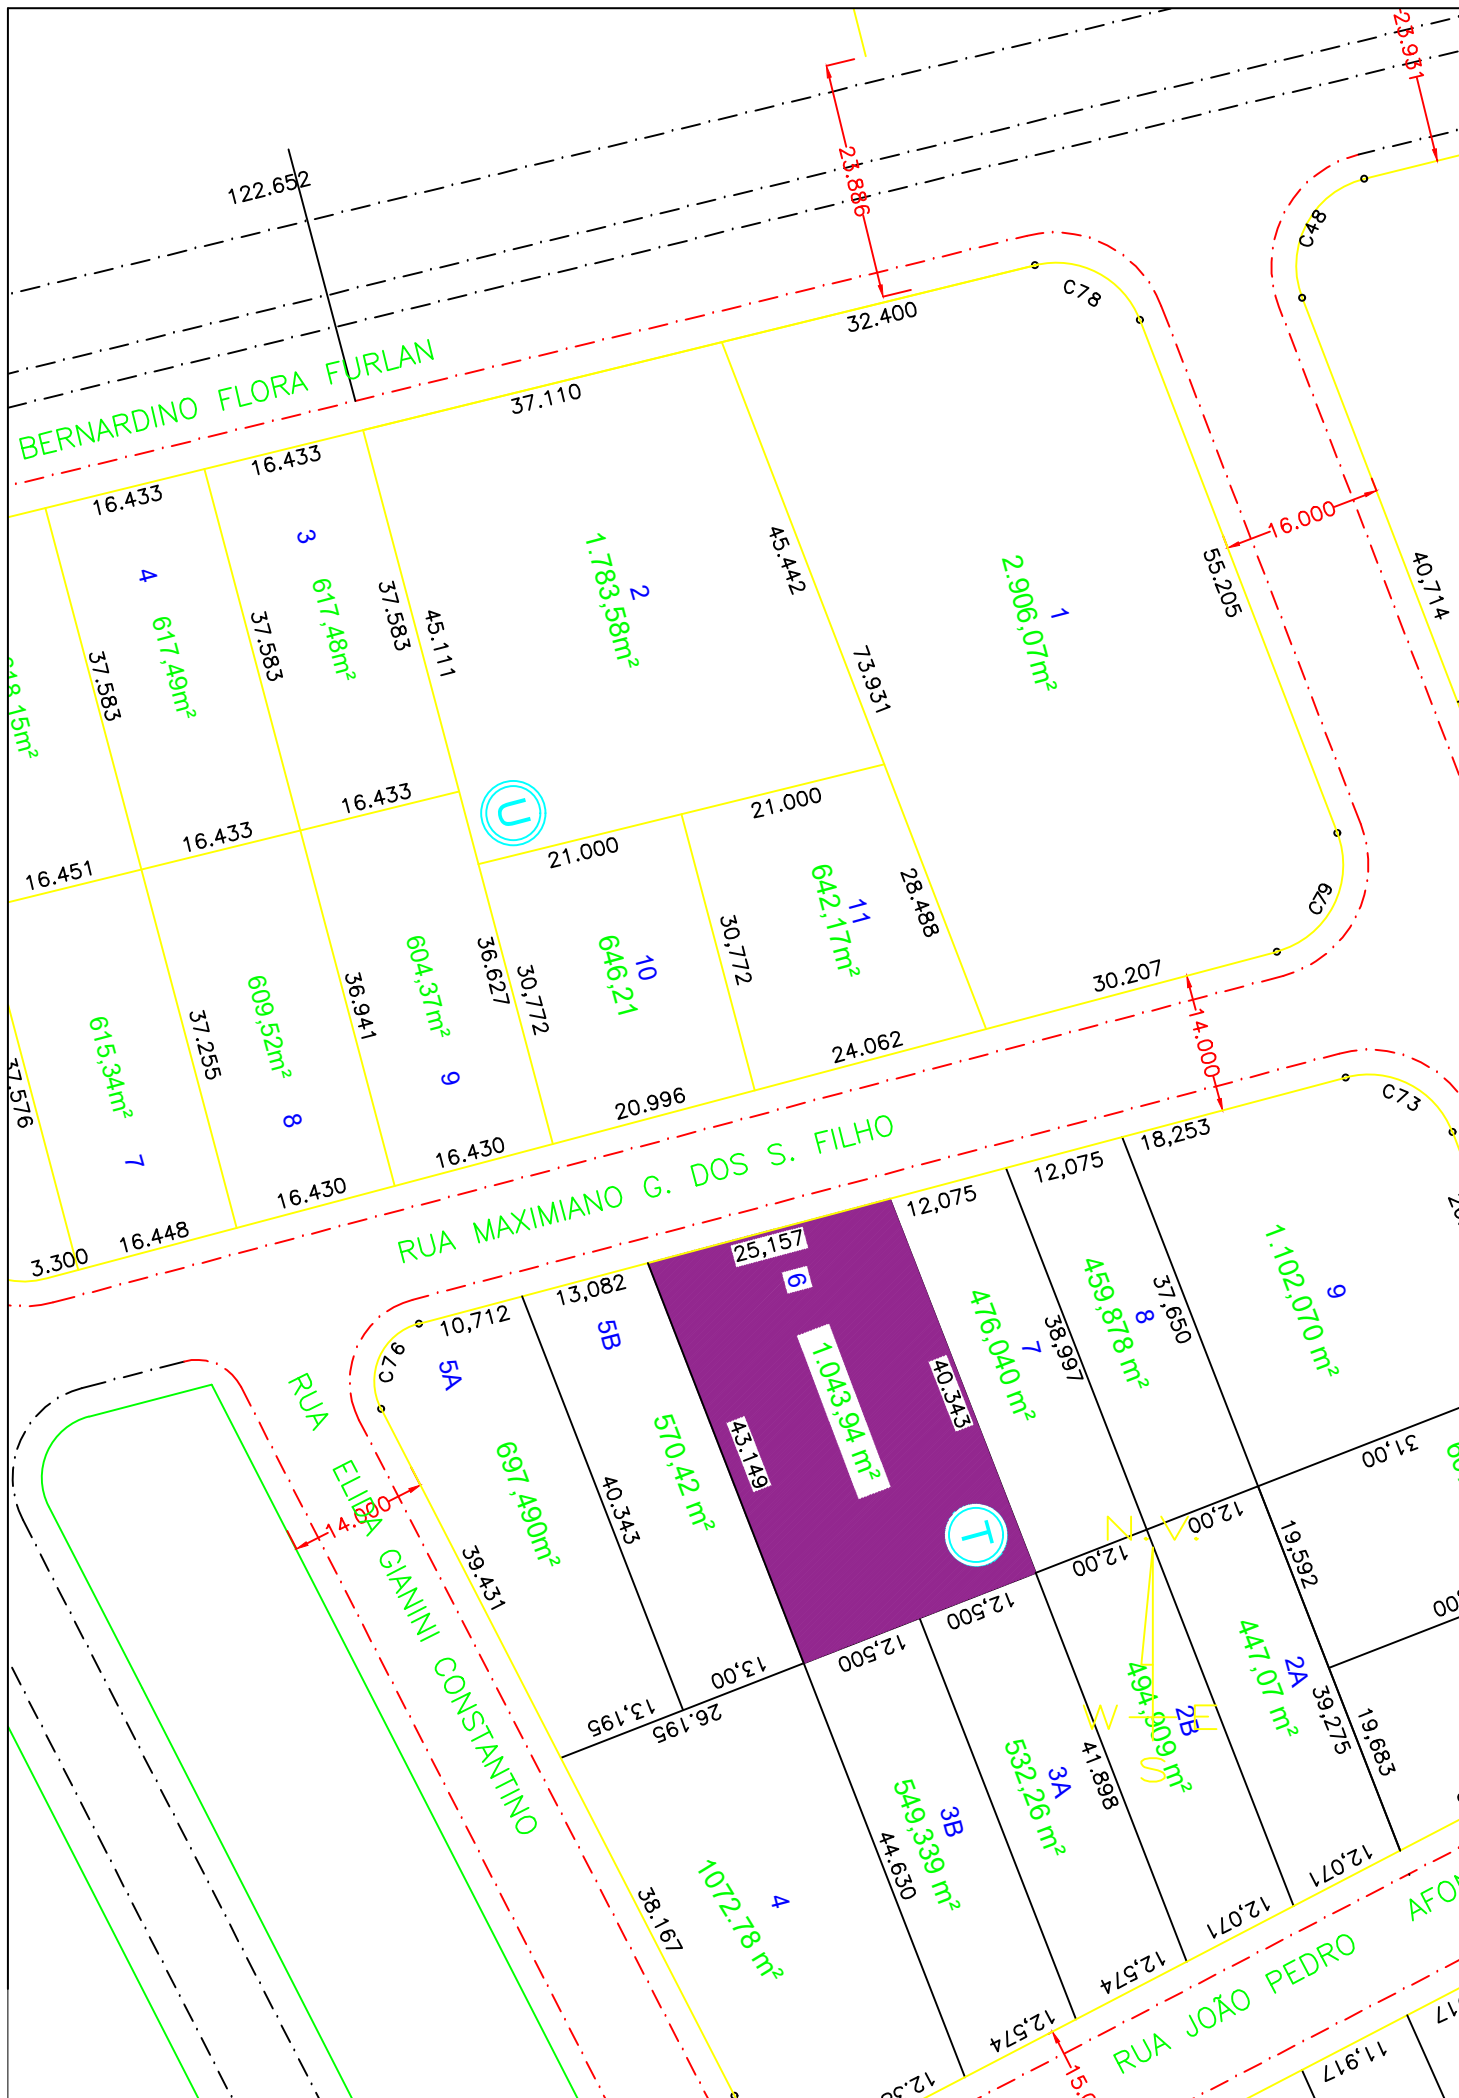 23.931
122.652
23.886
C48
C78
32.400
BERNARDINO FLORA FURLAN
37.110
16.433
16.433
16.000
3
617,48m²
4
617,49m²
37.583
37.583
37.583
45.111
2
1.783,58m²
45.442
73.931
1
2.906,07m²
55.205
40,714
16.433
16.433
16.451
U
21.000
21.000
28.488
C79
11
642,17m²
10
646,21
30,772
30,772
36.627
604,37m²
9
36.941
609,52m²
8
37.255
615,34m²
7
37.576
30.207
24.062
20.996
16.430
16.430
16.448
3.300
14.000
C73
RUA MAXIMIANO G. DOS S. FILHO
18,253
12,075
12,075
25,157
13,082
10,712
C76
5A
697,490m²
5B
570,42 m²
40.343
43.149
6
1.043,94 m²
40.343
T
7
476,040 m²
38,997
8
459,878 m²
37,650
9
1.102,070 m²
RUA ELIDA GIANINI CONSTANTINO
14.000
39.431
31,00
12,00
12,00
12,500
12,500
13,00
13,195
26.195
N.V.
W
E
S
19,592
19,683
39,275
2A
447,07 m²
2B
494,909 m²
41.898
3A
532,26 m²
3B
549,339 m²
44.630
4
1072.78 m²
38.167
12,071
12,071
12,574
12,574
RUA JOÃO PEDRO
11,917